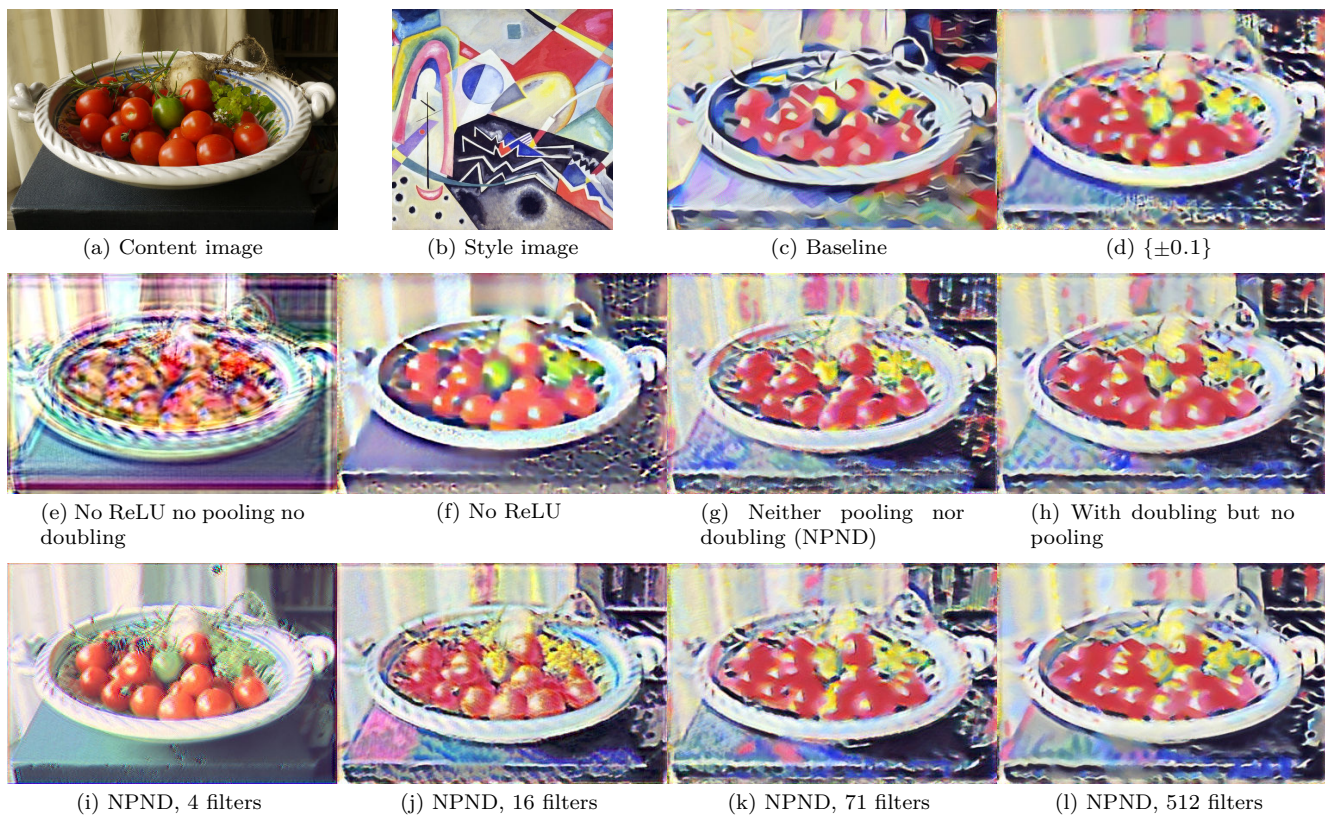 (a) Content image
(b) Style image
(c) Baseline
(d) {±0.1}
(e) No ReLU no pooling no
doubling
(f) No ReLU
(g) Neither pooling nor
doubling (NPND)
(h) With doubling but no
pooling
(i) NPND, 4 filters
(j) NPND, 16 filters
(k) NPND, 71 filters
(l) NPND, 512 filters